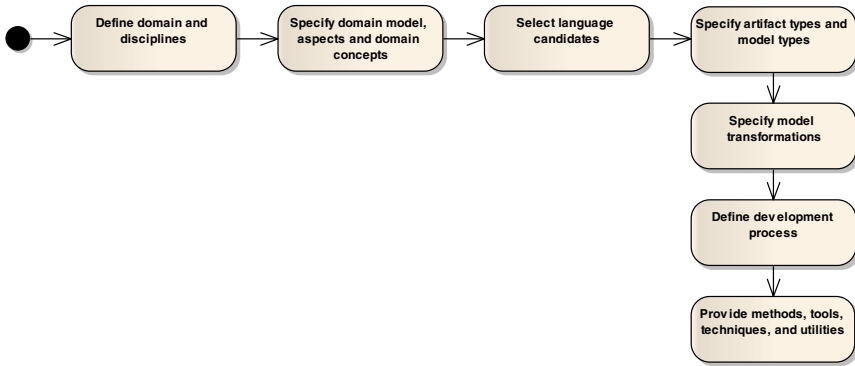 Define domain and
disciplines
Specify domain model,
aspects and domain
concepts
Select language
candidates
Specify artifact types and
model types
Specify model
transformations
Define development
process
Provide methods, tools,
techniques, and utilities